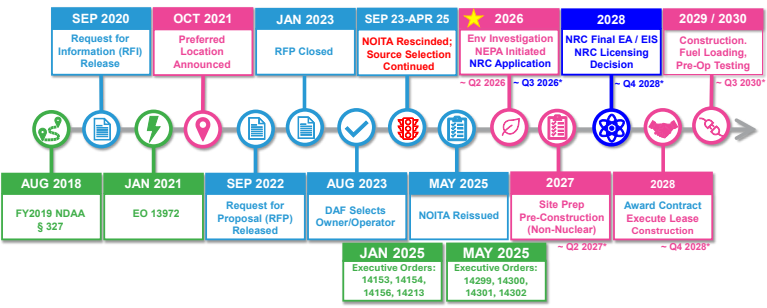 SEP 2020
Request for
Information (RFI)
Release
OCT 2021
Preferred
Location
Announced
JAN 2023
RFP Closed
SEP 23-APR 25
NOITA Rescinded;
Source Selection
Continued
2026
Env Investigation
NEPA Initiated
NRC Application
~ Q2 2026
~ Q3 2026*
2028
NRC Final EA / EIS
NRC Licensing
Decision
~ Q4 2028*
2029 / 2030
Construction.
Fuel Loading,
Pre-Op Testing
~ Q3 2030*
AUG 2018
FY2019 NDAA
§ 327
JAN 2021
EO 13972
SEP 2022
Request for
Proposal (RFP)
Released
AUG 2023
DAF Selects
Owner/Operator
MAY 2025
NOITA Reissued
2027
Site Prep
Pre-Construction
(Non-Nuclear)
~ Q2 2027*
2028
Award Contract
Execute Lease
Construction
~ Q4 2028*
JAN 2025
Executive Orders:
14153, 14154,
14156, 14213
MAY 2025
Executive Orders:
14299, 14300,
14301, 14302